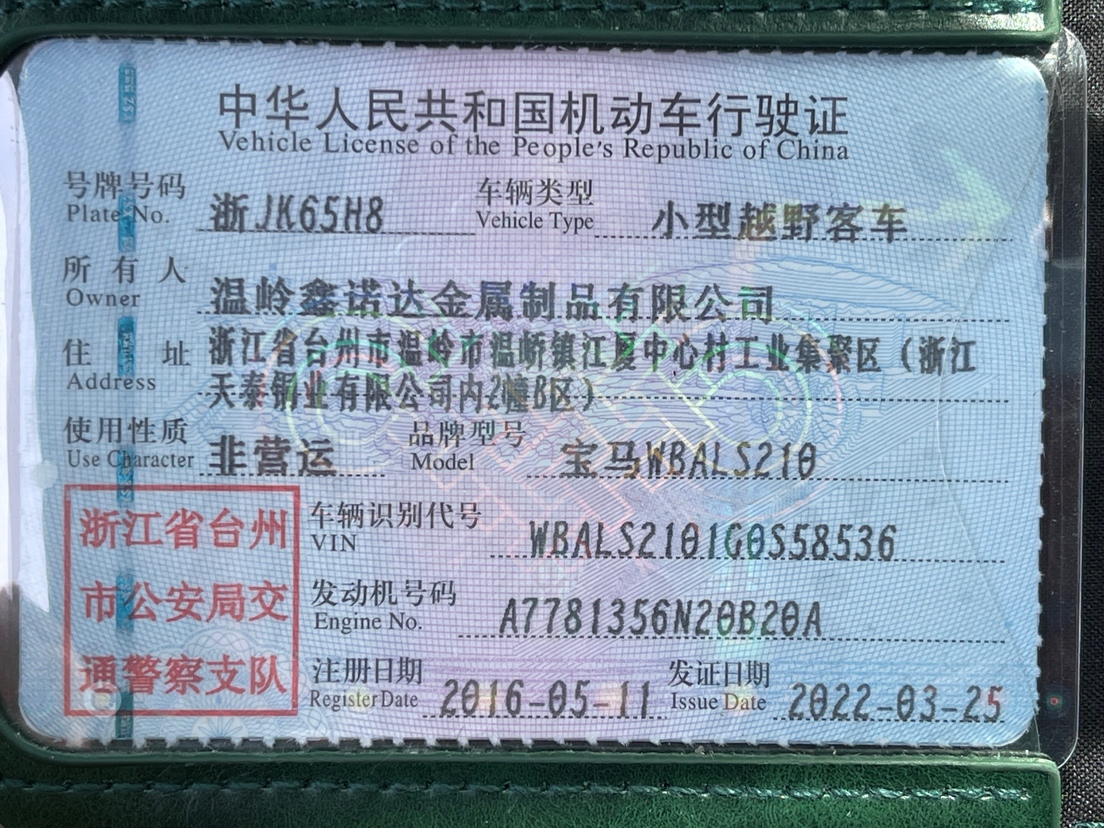 中华人民共和国机动车行驶证
Vehicle License of the People's Republic of China
号牌号码 浙JK65H8 车辆类型 小型越野客车
Plate No. Vehicle Type
所有人 温岭鑫诺达金属制品有限公司
Owner
住址 浙江省台州市温岭市温峤镇江厦中心村工业集聚区（浙江
Address 天泰铜业有限公司内2幢B区）
使用性质 非营运 品牌型号 宝马WBALS210
Use Character Model
浙江省台州
市公安局交
通警察支队
车辆识别代号 WBALS2101G0S58536
VIN
发动机号码 A7781356N20B20A
Engine No.
注册日期 2016-05-11 发证日期 2022-03-25
Register Date Issue Date